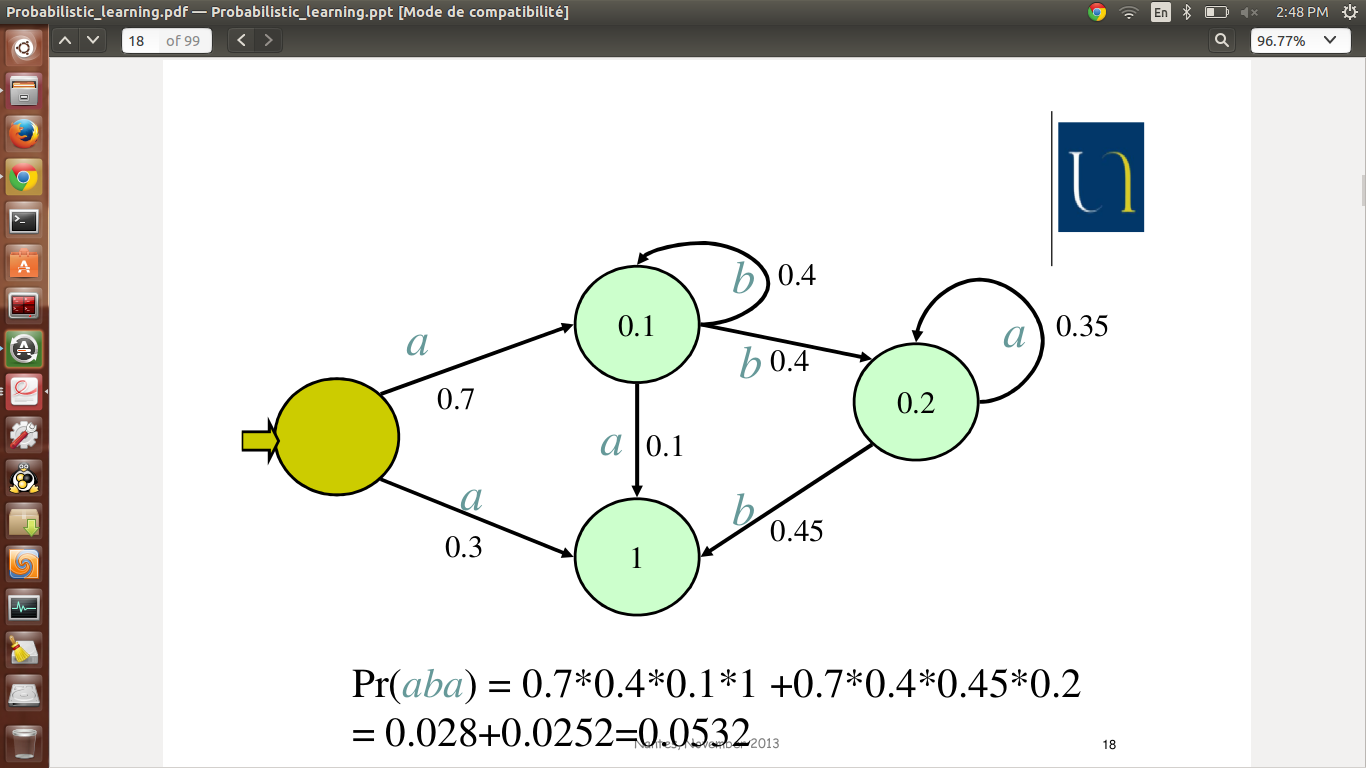 Probabilistic_learning.pdf — Probabilistic_learning.ppt [Mode de compatibilité]
En
2:48 PM
18 of 99
96.77%
b 0.4
0.1
a 0.35
a
b 0.4
0.7
0.2
a 0.1
a
b 0.45
0.3
1
Pr(aba) = 0.7*0.4*0.1*1 +0.7*0.4*0.45*0.2
= 0.028+0.0252=0.0532
Nantes, November 2013
18